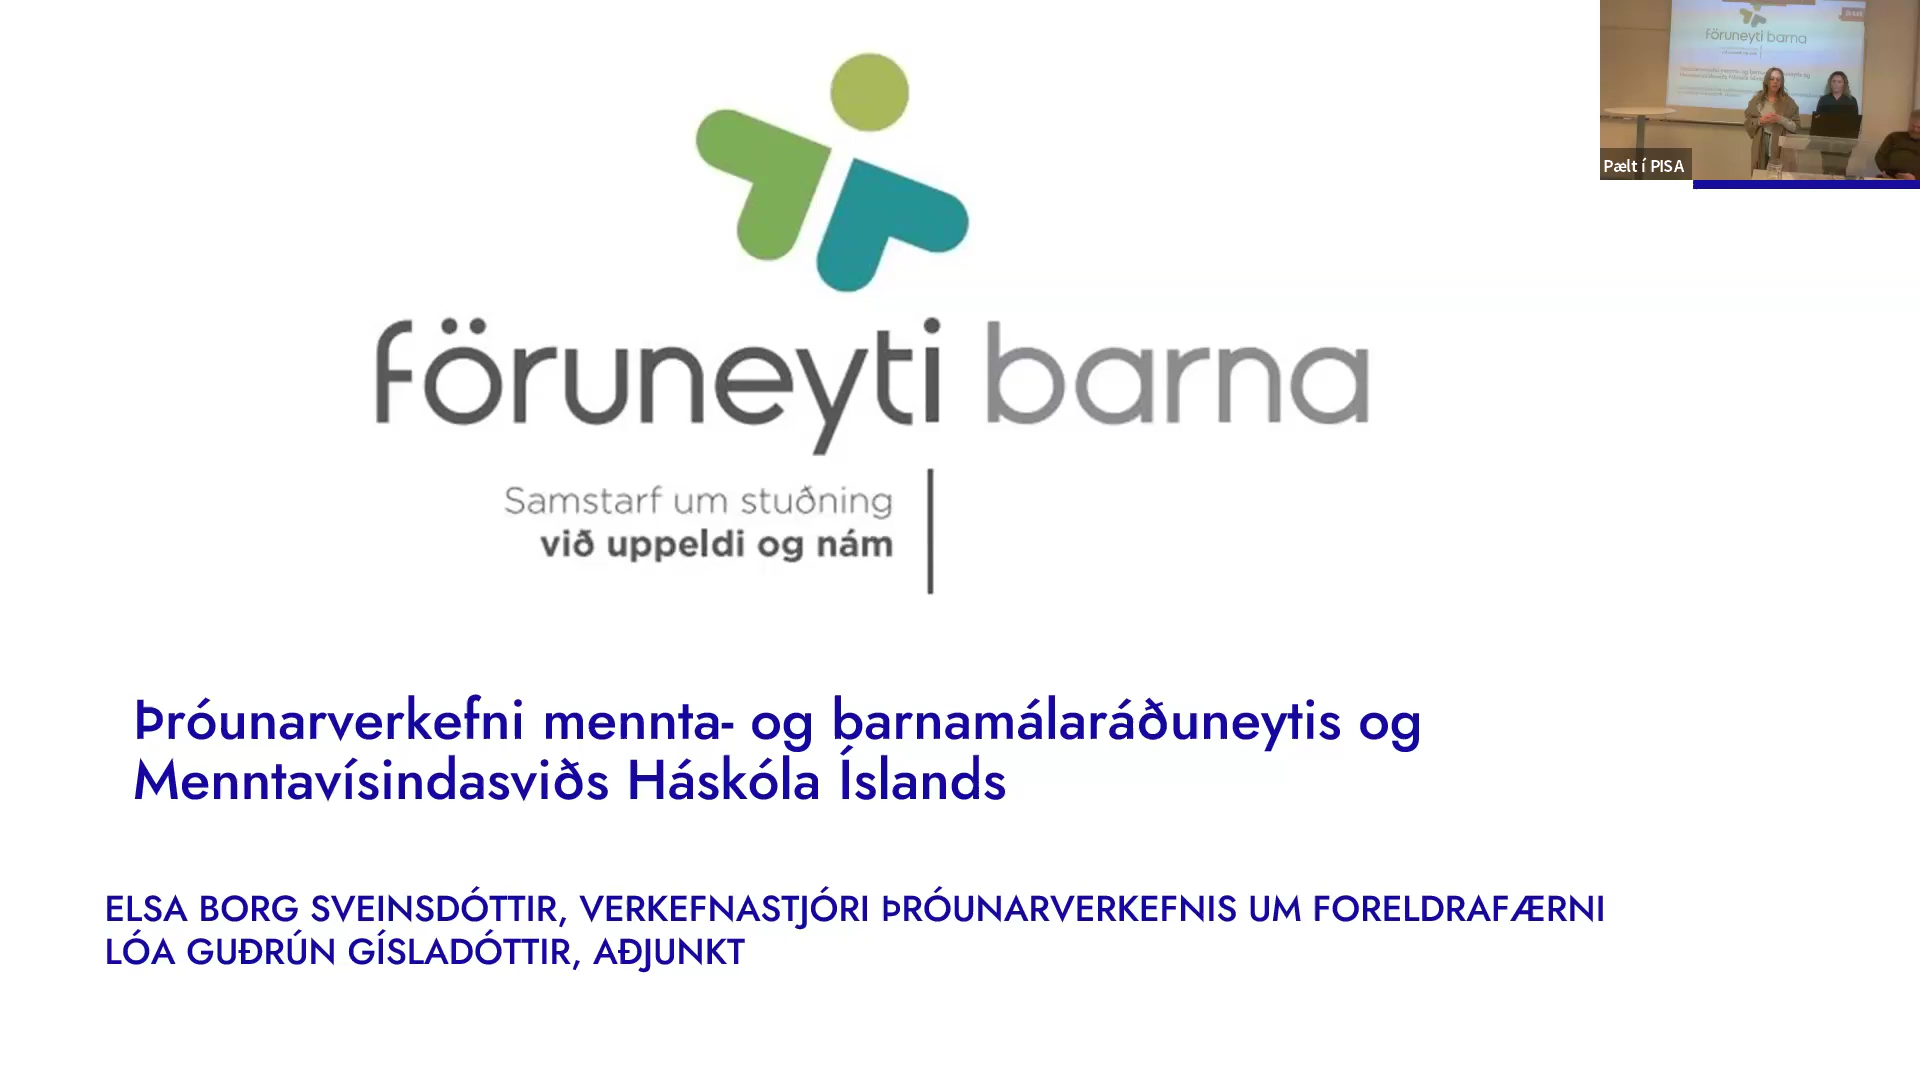 föruneyti barna
Samstarf um stuðning
við uppeldi og nám
Þróunarverkefni mennta- og barnamálaráðuneytis og
Menntavísindasviðs Háskóla Íslands
ELSA BORG SVEINSDÓTTIR, VERKEFNASTJÓRI ÞRÓUNARVERKEFNIS UM FORELDRAFÆRNI
LÓA GUÐRÚN GÍSLADÓTTIR, AÐJUNKT
föruneyti barna
Pælt í PISA